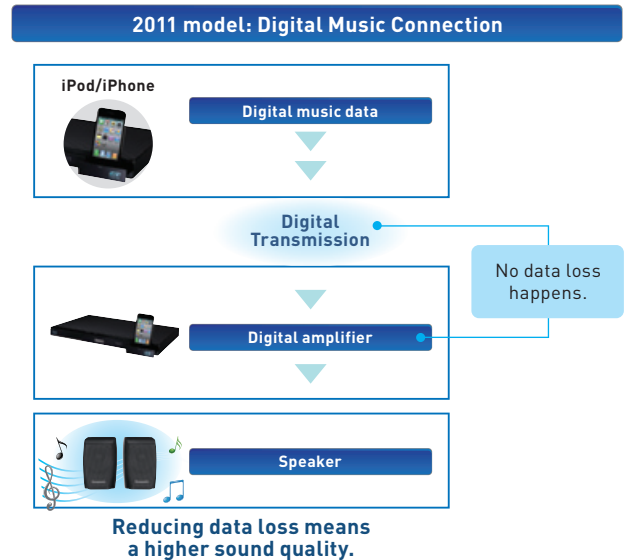 2011 model: Digital Music Connection
iPod/iPhone
Digital music data
Digital
Transmission
No data loss
happens.
Digital amplifier
Speaker
Reducing data loss means
a higher sound quality.